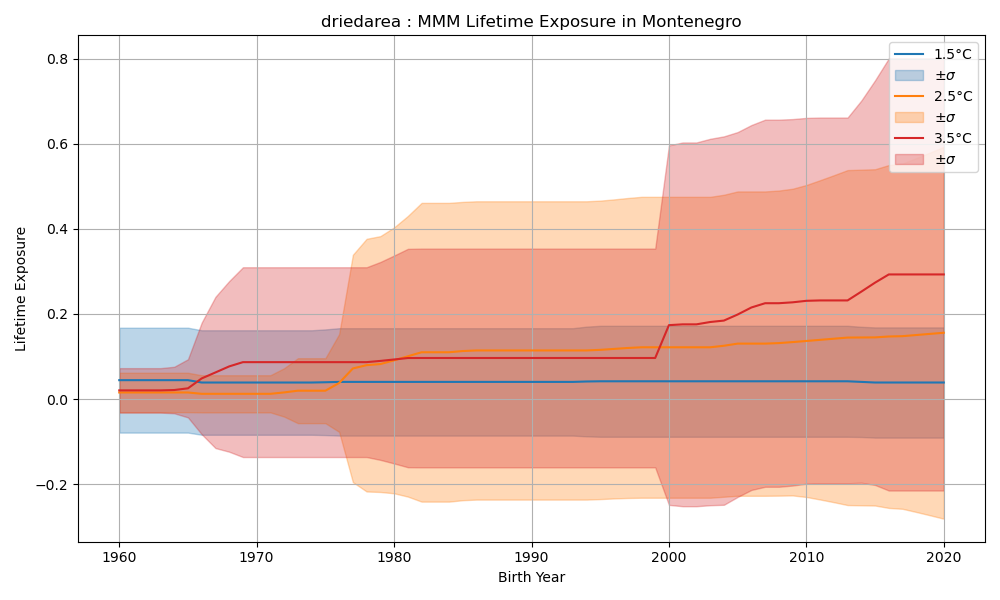 driedarea : MMM Lifetime Exposure in Montenegro
Lifetime Exposure
0.8
0.6
0.4
0.2
0.0
−0.2
1960
1970
1980
1990
2000
2010
2020
Birth Year
1.5°C
±σ
2.5°C
±σ
3.5°C
±σ